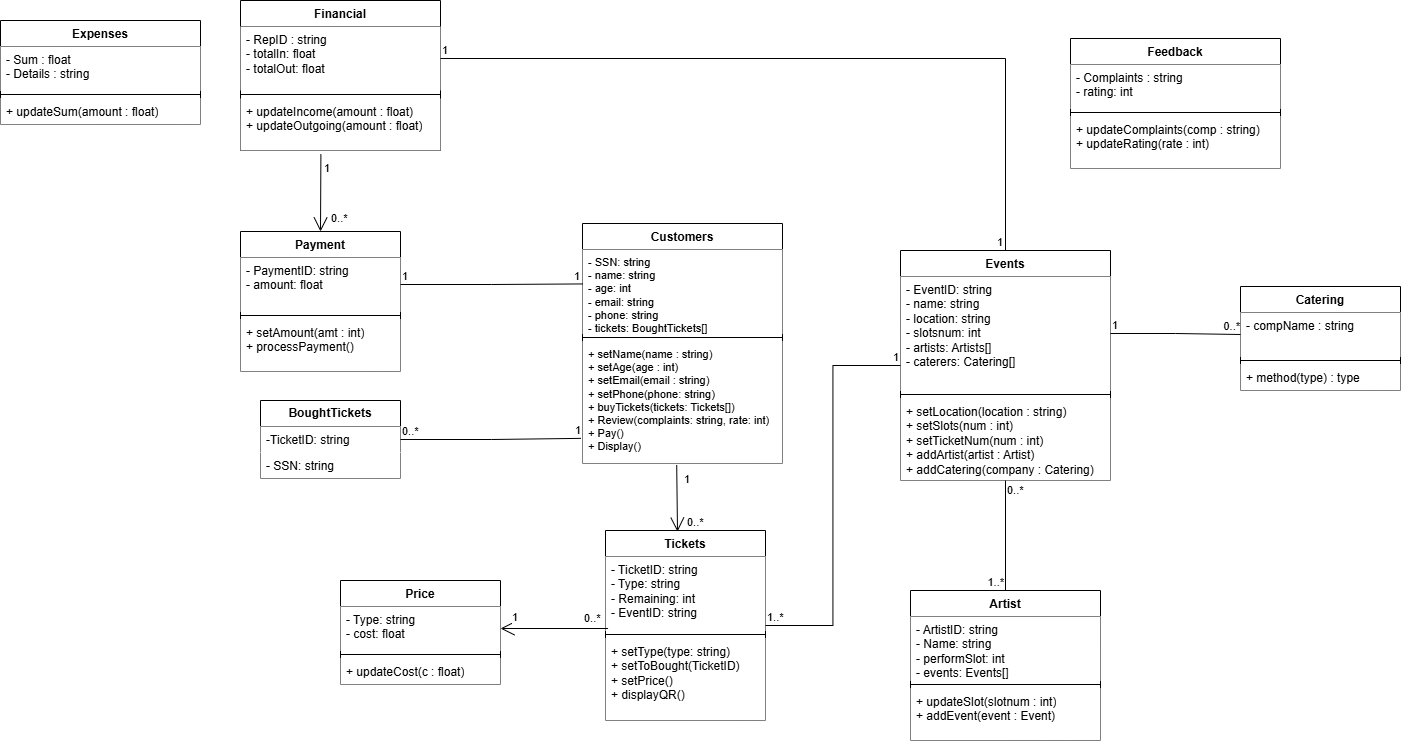 Expenses
- Sum : float
- Details : string
+ updateSum(amount : float)
Financial
- RepID : string
- totalIn: float
- totalOut: float
+ updateIncome(amount : float)
+ updateOutgoing(amount : float)
1
1
0..*
1
Feedback
- Complaints : string
- rating: int
+ updateComplaints(comp : string)
+ updateRating(rate : int)
Payment
- PaymentID: string
- amount: float
+ setAmount(amt : int)
+ processPayment()
1
1
Customers
- SSN: string
- name: string
- age: int
- email: string
- phone: string
- tickets: BoughtTickets[]
+ setName(name : string)
+ setAge(age : int)
+ setEmail(email : string)
+ setPhone(phone: string)
+ buyTickets(tickets: Tickets[])
+ Review(complaints: string, rate: int)
+ Pay()
+ Display()
Events
- EventID: string
- name: string
- location: string
- slotsnum: int
- artists: Artists[]
- caterers: Catering[]
+ setLocation(location : string)
+ setSlots(num : int)
+ setTicketNum(num : int)
+ addArtist(artist : Artist)
+ addCatering(company : Catering)
1
0..*
Catering
- compName : string
+ method(type) : type
BoughtTickets
-TicketID: string
- SSN: string
0..*
1
1
0..*
1
1..*
0..*
1..*
Tickets
- TicketID: string
- Type: string
- Remaining: int
- EventID: string
+ setType(type: string)
+ setToBought(TicketID)
+ setPrice()
+ displayQR()
Price
- Type: string
- cost: float
+ updateCost(c : float)
1
0..*
Artist
- ArtistID: string
- Name: string
- performSlot: int
- events: Events[]
+ updateSlot(slotnum : int)
+ addEvent(event : Event)